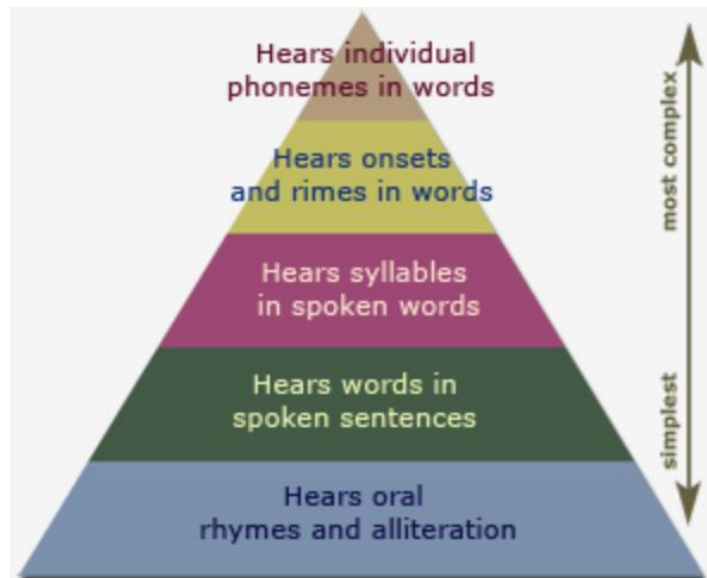 Hears individual
phonemes in words
Hears onsets
and rimes in words
Hears syllables
in spoken words
Hears words in
spoken sentences
Hears oral
rhymes and alliteration
most complex
simplest